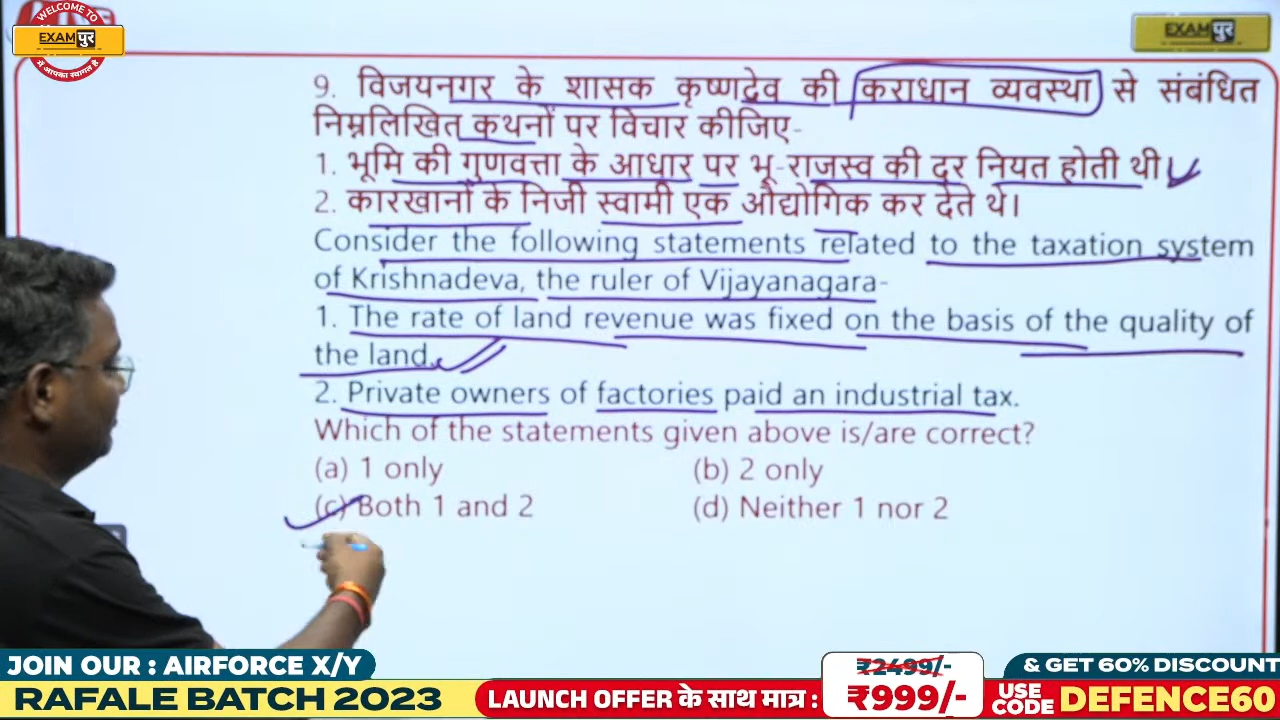 WELCOME TO
EXAMपुर
में आपका स्वागत है
EXAMपुर
9. विजयनगर के शासक कृष्णदेव की कराधान व्यवस्था से संबंधित
निम्नलिखित कथनों पर विचार कीजिए-
1. भूमि की गुणवत्ता के आधार पर भू-राजस्व की दर नियत होती थी।
2. कारखानों के निजी स्वामी एक औद्योगिक कर देते थे।
Consider the following statements related to the taxation system
of Krishnadeva, the ruler of Vijayanagara-
1. The rate of land revenue was fixed on the basis of the quality of
the land.
2. Private owners of factories paid an industrial tax.
Which of the statements given above is/are correct?
(a) 1 only (b) 2 only
(c) Both 1 and 2 (d) Neither 1 nor 2
JOIN OUR : AIRFORCE X/Y ₹2499/- & GET 60% DISCOUNT
RAFALE BATCH 2023 LAUNCH OFFER के साथ मात्र : ₹999/- USE CODE DEFENCE60